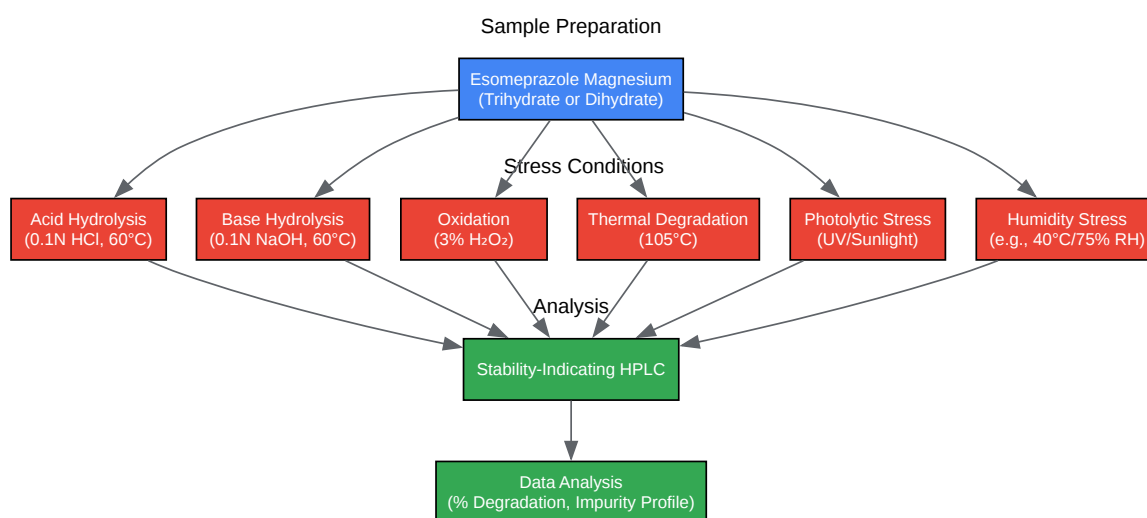 Sample Preparation
Esomeprazole Magnesium
(Trihydrate or Dihydrate)
Stress Conditions
Acid Hydrolysis
(0.1N HCl, 60°C)
Base Hydrolysis
(0.1N NaOH, 60°C)
Oxidation
(3% H₂O₂)
Thermal Degradation
(105°C)
Photolytic Stress
(UV/Sunlight)
Humidity Stress
(e.g., 40°C/75% RH)
Analysis
Stability-Indicating HPLC
Data Analysis
(% Degradation, Impurity Profile)